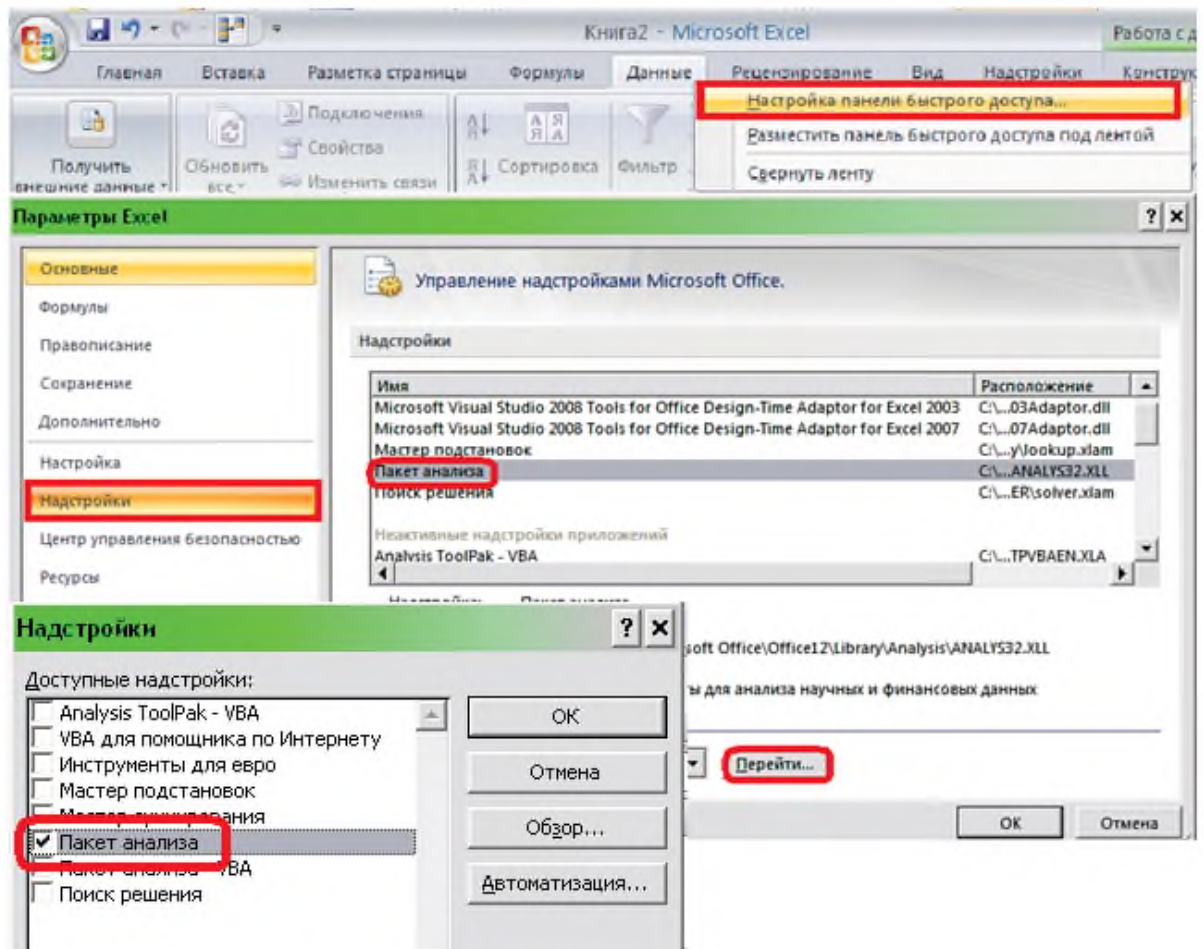 Книга2 - Microsoft Excel
Работа с д
Главная Вставка Разметка страницы Формулы Данные Рецензирование Вид Надстройки Конструк
Получить
внешние данные
Обновить
все
Подключения
Свойства
Изменить связи
Сортировка
Фильтр
Настройка панели быстрого доступа...
Разместить панель быстрого доступа под лентой
Свернуть ленту
Параметры Excel
Основные
Формулы
Правописание
Сохранение
Дополнительно
Настройка
Надстройки
Центр управления безопасностью
Ресурсы
Управление надстройками Microsoft Office.
Надстройки
Имя Расположение
Microsoft Visual Studio 2008 Tools for Office Design-Time Adaptor for Excel 2003 C:\...03Adaptor.dll
Microsoft Visual Studio 2008 Tools for Office Design-Time Adaptor for Excel 2007 C:\...07Adaptor.dll
Мастер подстановок C:\...y\lookup.xlam
Пакет анализа C:\...ANALYS32.XLL
Поиск решения C:\...ER\solver.xlam
Неактивные надстройки приложений
Analysis ToolPak - VBA C:\...TPVBAEN.XLA
soft Office\Office12\Library\Analysis\ANALYS32.XLL
ы для анализа научных и финансовых данных
Перейти...
ОК Отмена
Надстройки
Доступные надстройки:
Analysis ToolPak - VBA
VBA для помощника по Интернету
Инструменты для евро
Мастер подстановок
Мастер суммирования
Пакет анализа
Пакет анализа - VBA
Поиск решения
ОК
Отмена
Обзор...
Автоматизация...